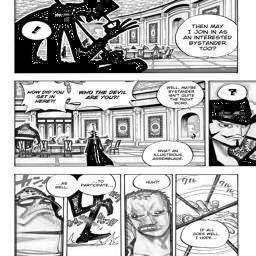 !
THEN MAY
I JOIN IN AS
AN INTERESTED
BYSTANDER
TOO?
HOW DID YOU
GET IN
HERE?!
WHO THE DEVIL
ARE YOU?!
WELL, MAYBE
BYSTANDER
ISN'T QUITE
THE RIGHT
WORD.
WHAT AN
ILLUSTRIOUS
ASSEMBLAGE.
?
...AS
WELL.
TO
PARTICIPATE...
HUH?!
IF ALL
GOES WELL,
I HOPE...